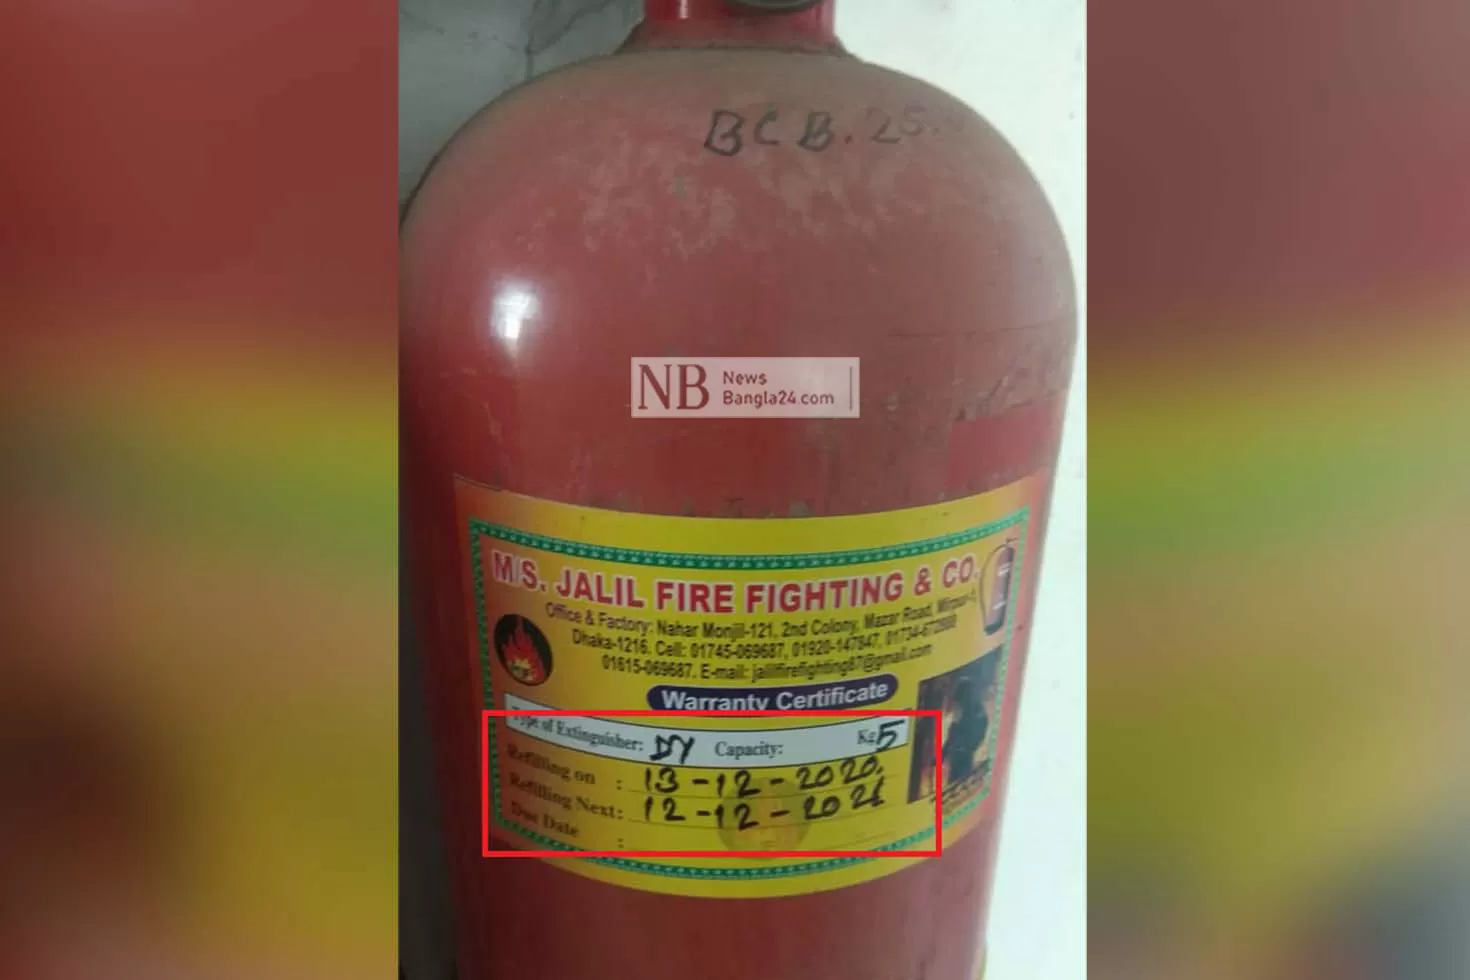 BCB. 25.
NB News
Bangla24.com
M/S. JALIL FIRE FIGHTING & CO.
Office & Factory: Nahar Monjil-121, 2nd Colony, Mazar Road, Mirpur-1,
Dhaka-1216. Cell: 01745-069687, 01920-147947, 01734-672888
01615-069687. E-mail: jalilfirefighting87@gmail.com
Warranty Certificate
Type of Extinguisher: DY Capacity: Kg 5
Refilling on : 13-12-2020.
Refilling Next: 12-12-2021
Due Date :